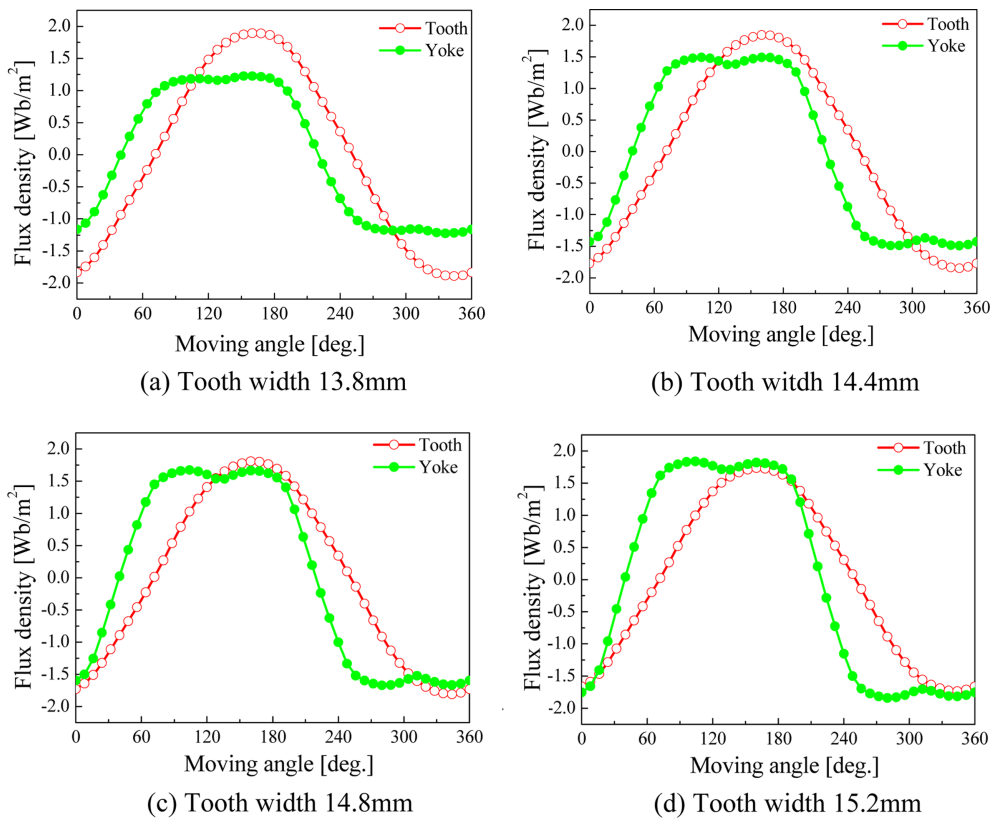 2.0
1.5
1.0
0.5
0.0
-0.5
-1.0
-1.5
-2.0
Flux density [Wb/m²]
Tooth
Yoke
0 60 120 180 240 300 360
Moving angle [deg.]
(a) Tooth width 13.8mm
2.0
1.5
1.0
0.5
0.0
-0.5
-1.0
-1.5
-2.0
Flux density [Wb/m²]
Tooth
Yoke
0 60 120 180 240 300 360
Moving angle [deg.]
(b) Tooth witdh 14.4mm
2.0
1.5
1.0
0.5
0.0
-0.5
-1.0
-1.5
-2.0
Flux density [Wb/m²]
Tooth
Yoke
0 60 120 180 240 300 360
Moving angle [deg.]
(c) Tooth width 14.8mm
2.0
1.5
1.0
0.5
0.0
-0.5
-1.0
-1.5
-2.0
Flux density [Wb/m²]
Tooth
Yoke
0 60 120 180 240 300 360
Moving angle [deg.]
(d) Tooth width 15.2mm